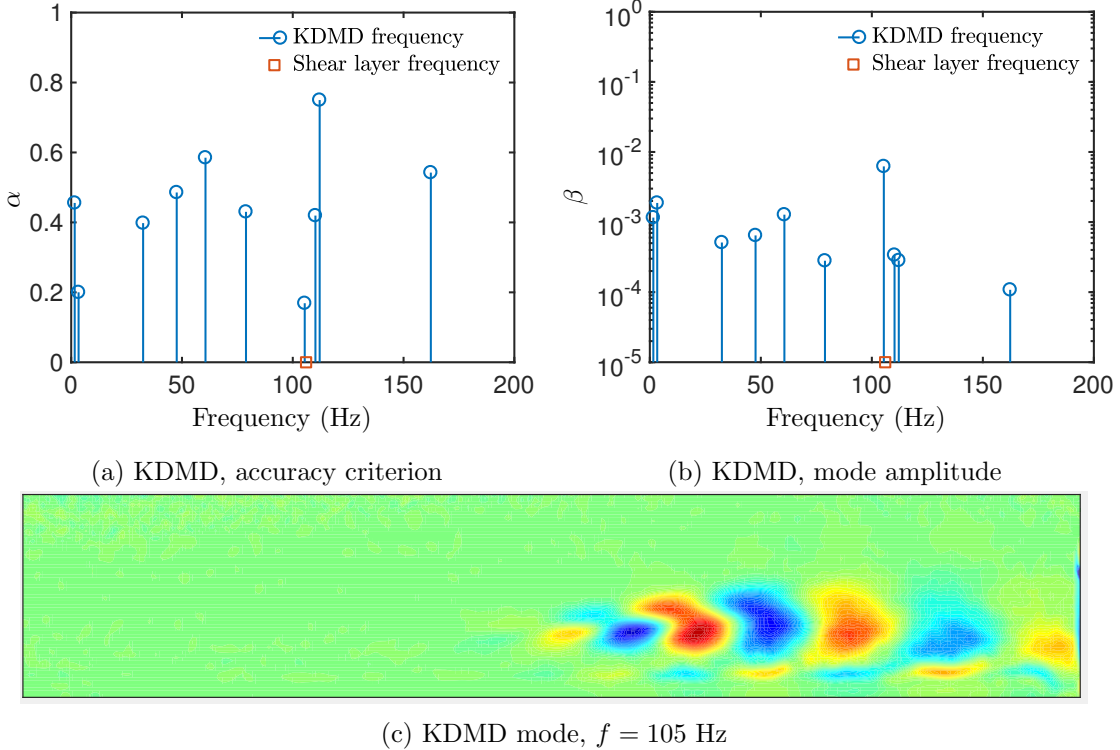 KDMD frequency
Shear layer frequency
1
0.8
0.6
0.4
0.2
0
α
0 50 100 150 200
Frequency (Hz)
(a) KDMD, accuracy criterion
KDMD frequency
Shear layer frequency
10^0
10^-1
10^-2
10^-3
10^-4
10^-5
β
0 50 100 150 200
Frequency (Hz)
(b) KDMD, mode amplitude
(c) KDMD mode, f = 105 Hz